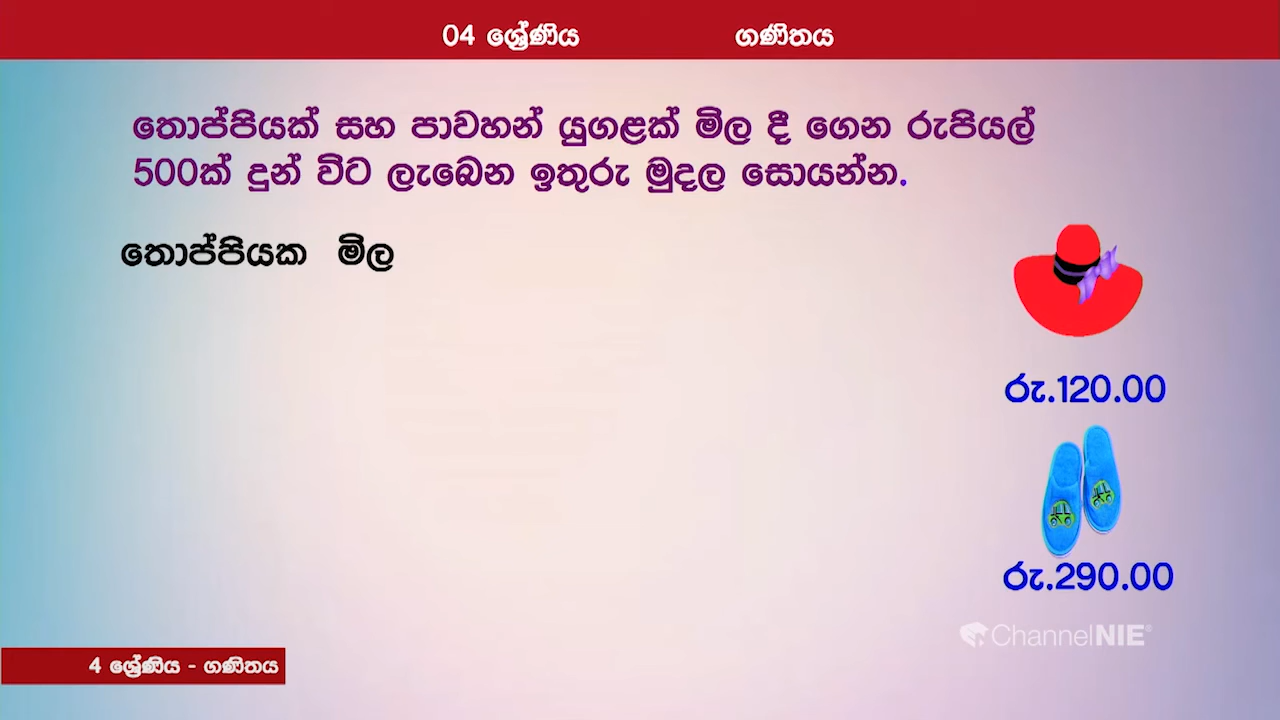 04 ශ්‍රේණිය ගණිතය
තොප්පියක් සහ පාවහන් යුගළක් මිල දී ගෙන රුපියල්
500ක් දුන් විට ලැබෙන ඉතුරු මුදල සොයන්න.
තොප්පියක මිල
රු.120.00
රු.290.00
ChannelNIE
4 ශ්‍රේණිය - ගණිතය